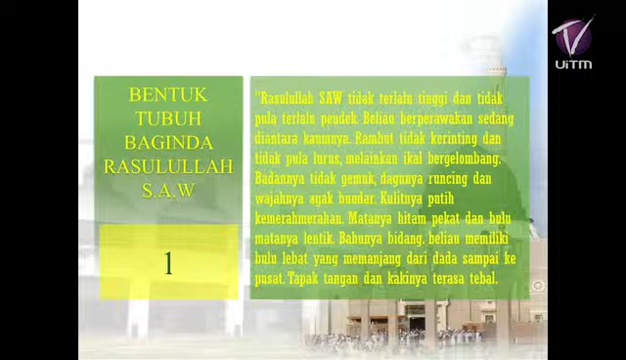 TV
UiTM
BENTUK
TUBUH
BAGINDA
RASULULLAH
S.A.W
1
"Rasulullah SAW tidak terlalu tinggi dan tidak
pula terlalu pendek. Beliau berperawakan sedang
diantara kaumnya. Rambut tidak kerinting dan
tidak pula lurus, melainkan ikal bergelombang.
Badannya tidak gemuk, dagunya runcing dan
wajahnya agak bundar. Kulitnya putih
kemerahmerahan. Matanya hitam pekat dan bulu
matanya lentik. Bahunya bidang, beliau memiliki
bulu lebat yang memanjang dari dada sampai ke
pusat. Tapak tangan dan kakinya terasa tebal.